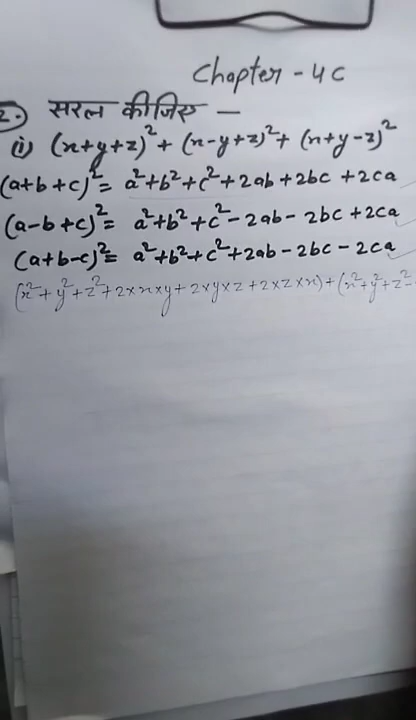 Chapter - 4C
2. सरल कीजिए —
(i) (x+y+z)² + (x-y+z)² + (x+y-z)²
(a+b+c)² = a²+b²+c²+2ab+2bc+2ca
(a-b+c)² = a²+b²+c²-2ab-2bc+2ca
(a+b-c)² = a²+b²+c²+2ab-2bc-2ca
(x²+y²+z²+2×x×y+2×y×z+2×z×x)+(x²+y²+z²-